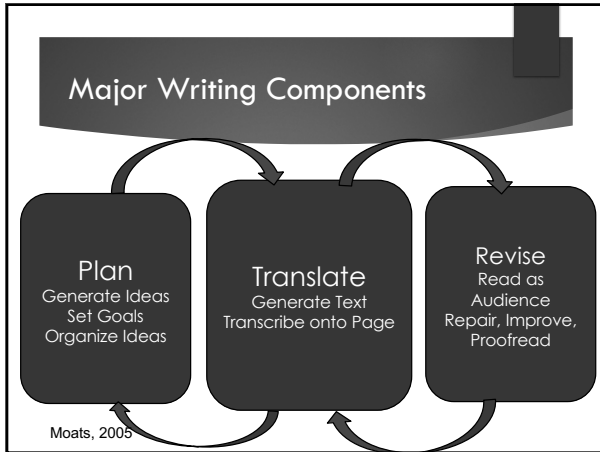 Major Writing Components
Plan
Generate Ideas
Set Goals
Organize Ideas
Translate
Generate Text
Transcribe onto Page
Revise
Read as
Audience
Repair, Improve,
Proofread
Moats, 2005